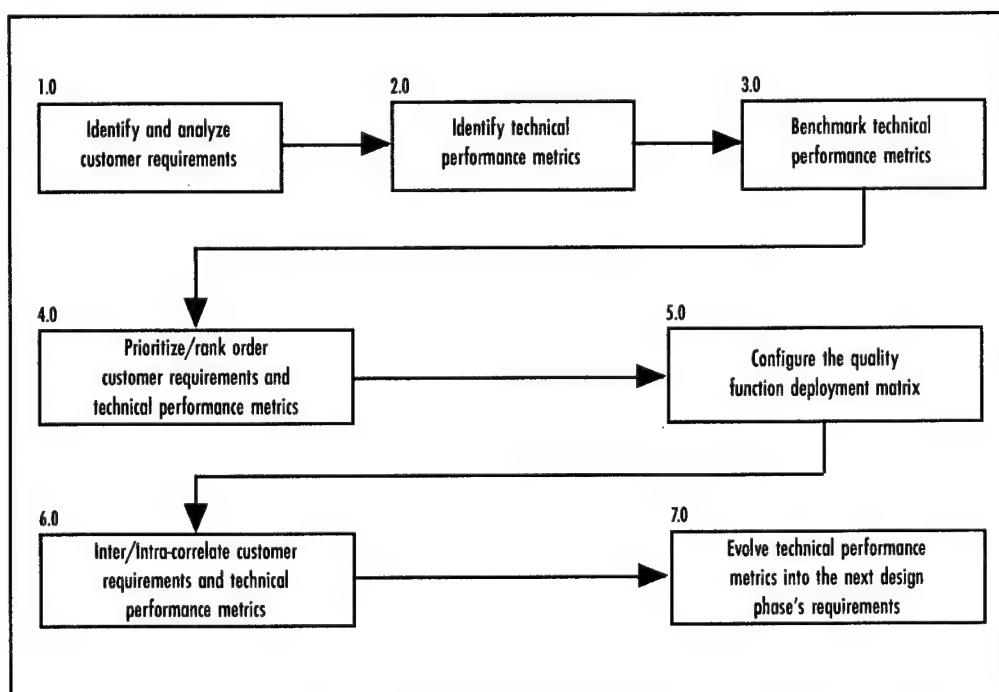 1.0
Identify and analyze
customer requirements
2.0
Identify technical
performance metrics
3.0
Benchmark technical
performance metrics
4.0
Prioritize/rank order
customer requirements and
technical performance metrics
5.0
Configure the quality
function deployment matrix
6.0
Inter/Intra-correlate customer
requirements and technical
performance metrics
7.0
Evolve technical performance
metrics into the next design
phase's requirements